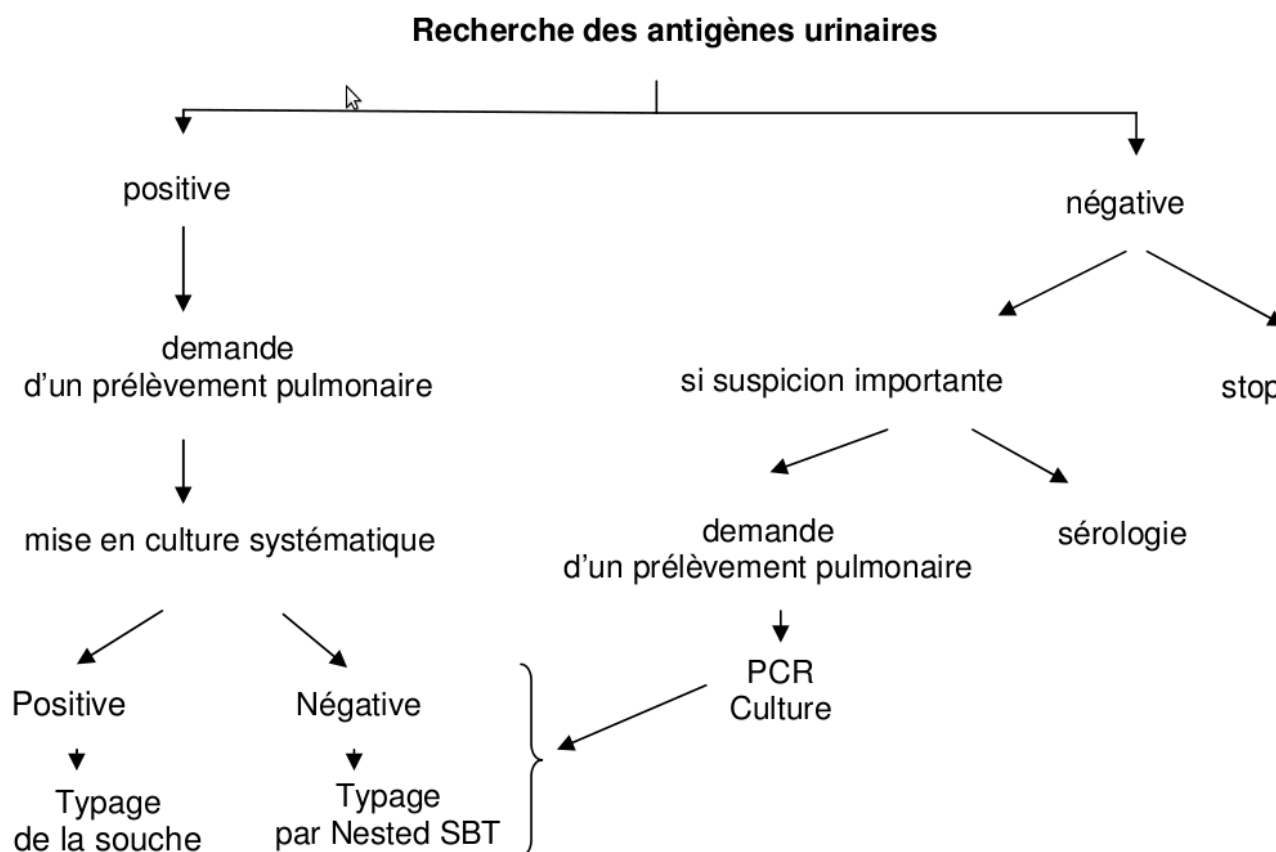 Recherche des antigènes urinaires
positive
négative
demande
d'un prélèvement pulmonaire
si suspicion importante
stop
mise en culture systématique
demande
d'un prélèvement pulmonaire
sérologie
Positive
Négative
PCR
Culture
Typage
de la souche
Typage
par Nested SBT